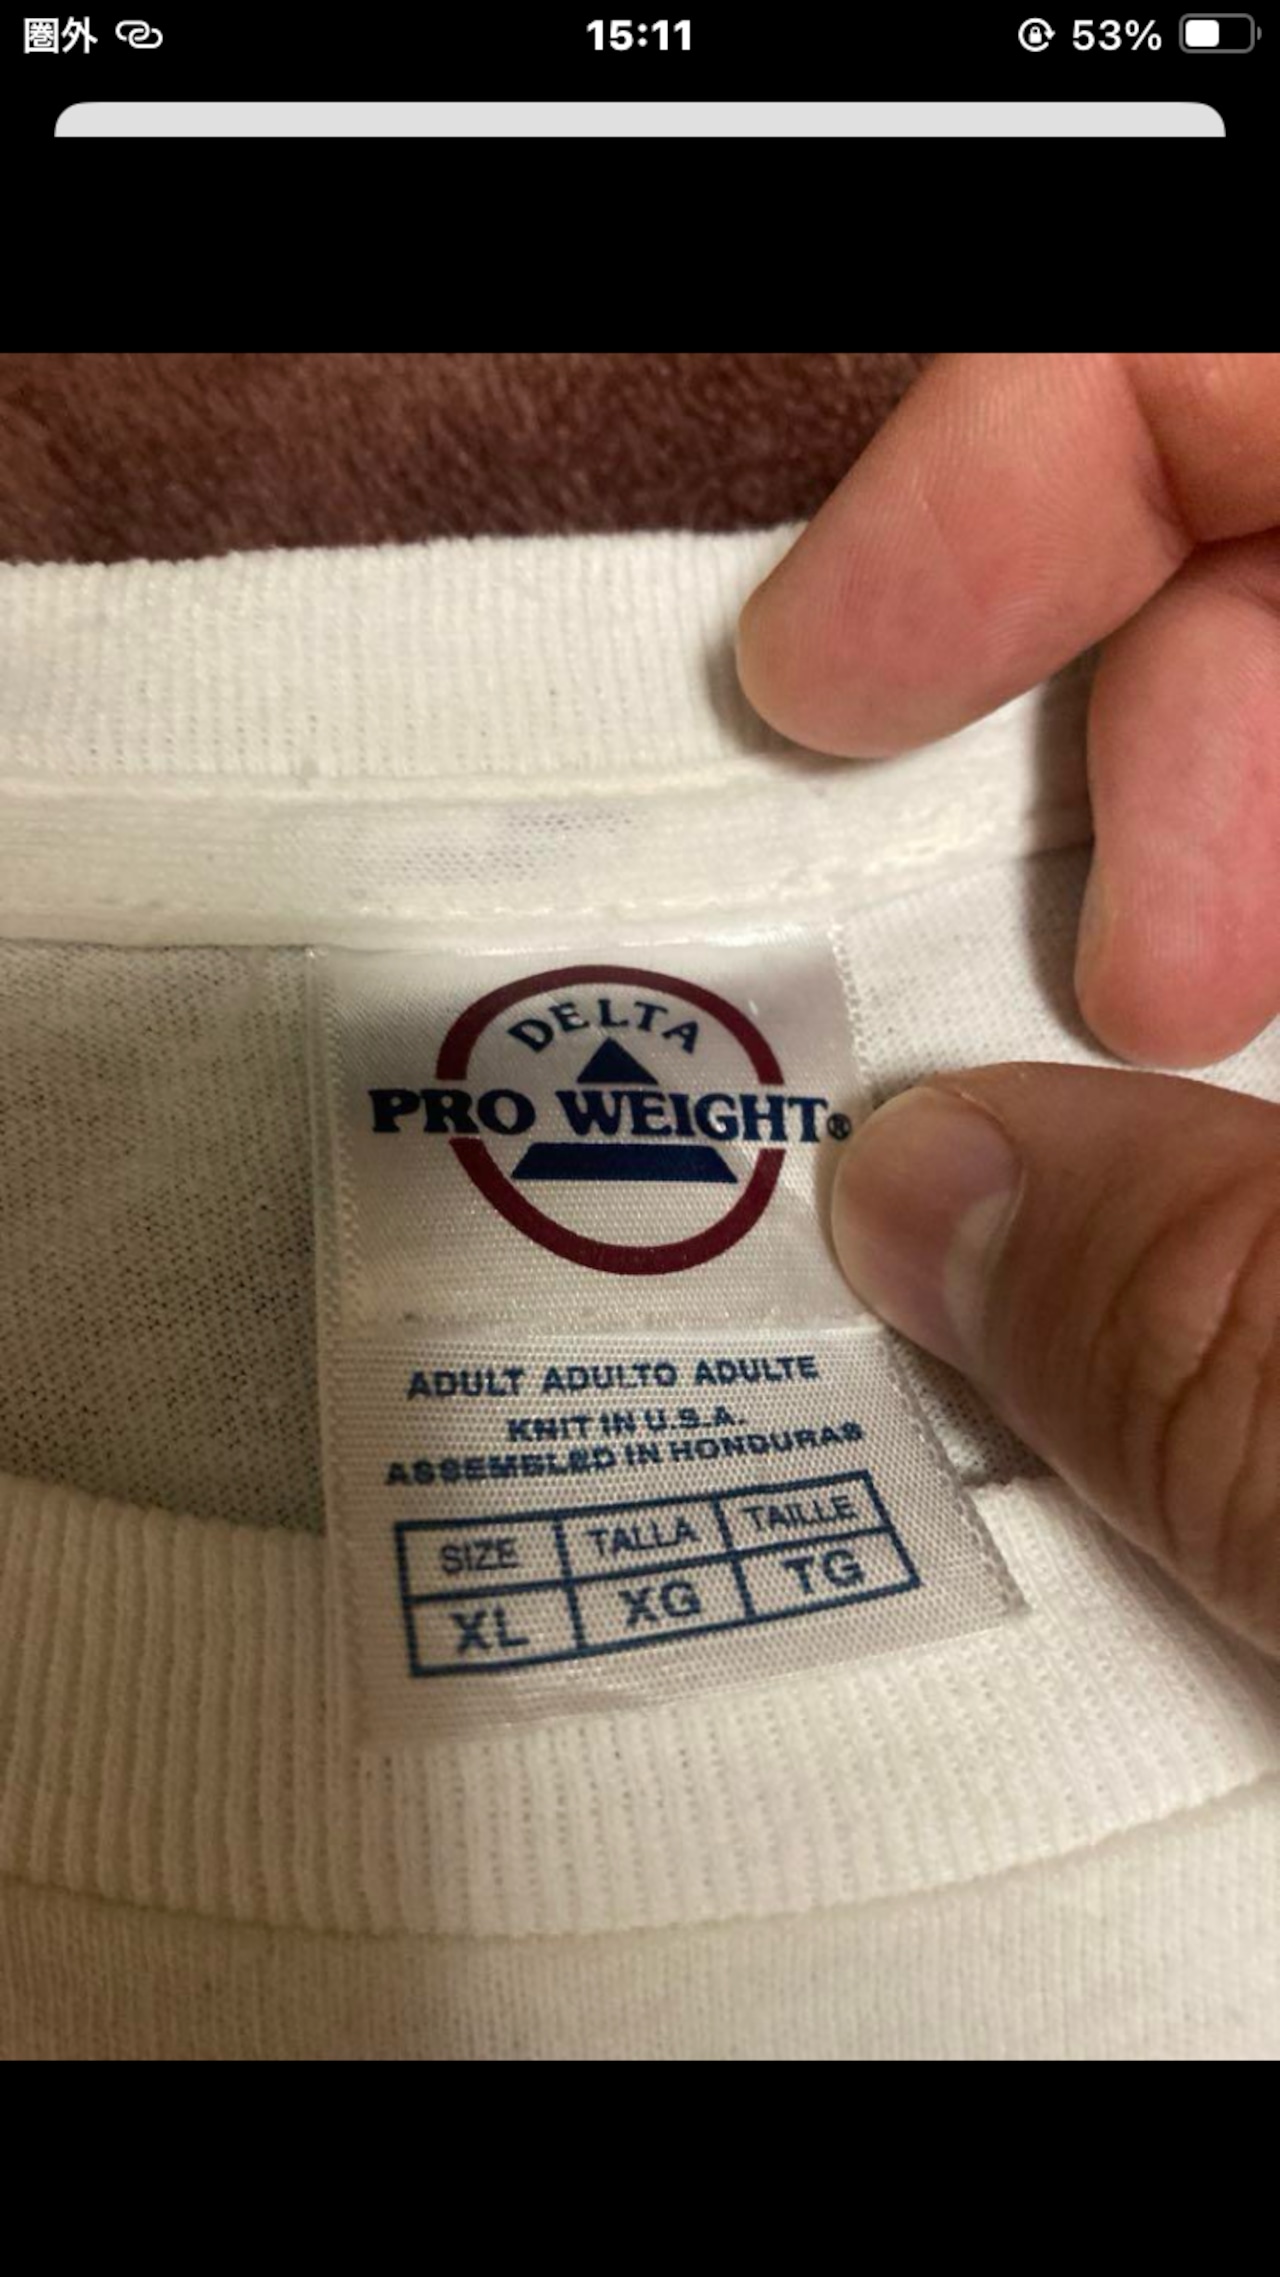 圏外 15:11 53%
DELTA
PRO WEIGHT®
ADULT ADULTO ADULTE
KNIT IN U.S.A.
ASSEMBLED IN HONDURAS
SIZE TALLA TAILLE
XL XG TG